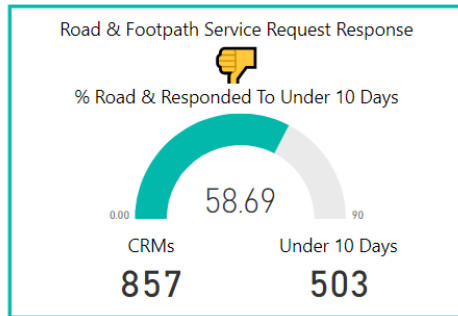 Road & Footpath Service Request Response
% Road & Responded To Under 10 Days
58.69
0.00 90
CRMs Under 10 Days
857 503